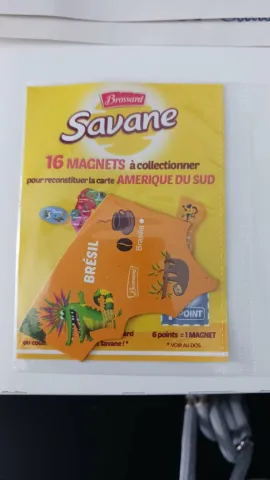 Brossard
Savane
16 MAGNETS à collectionner
pour reconstituer la carte AMERIQUE DU SUD
BRÉSIL
Brasilia
Brossard
POINT
6 points = 1 MAGNET
Savane !*
* VOIR AU DOS